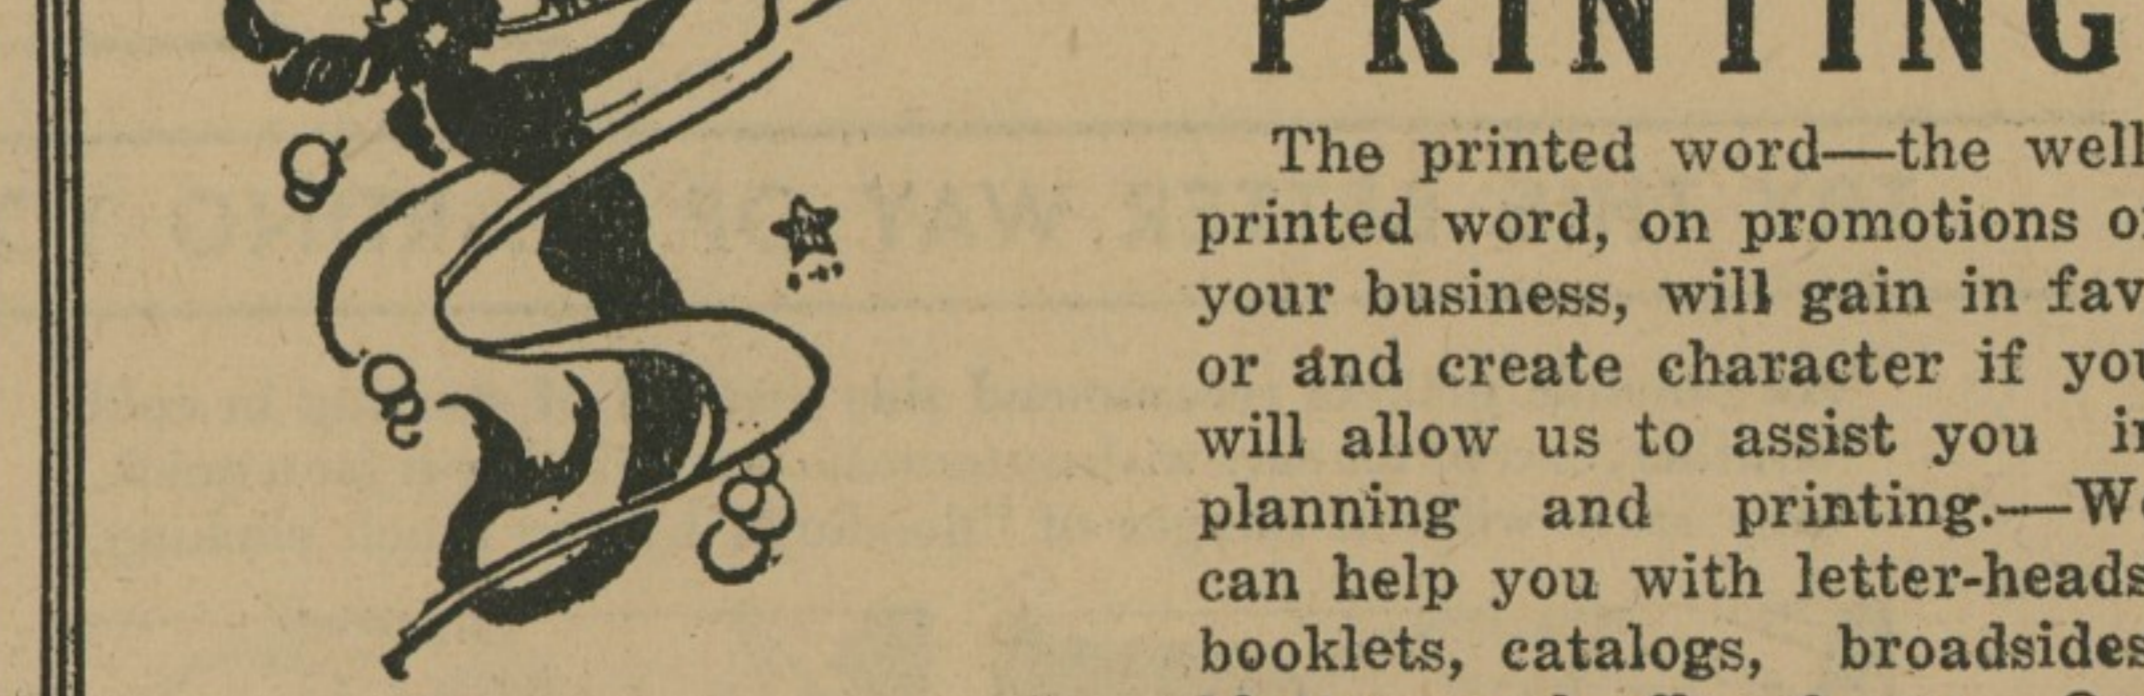 PRINTING
The printed word—the well
printed word, on promotions of
your business, will gain in fav
or and create character if you
will allow us to assist you in
planning and printing.—We
can help you with letter-heads
booklets, catalogs, broadsides